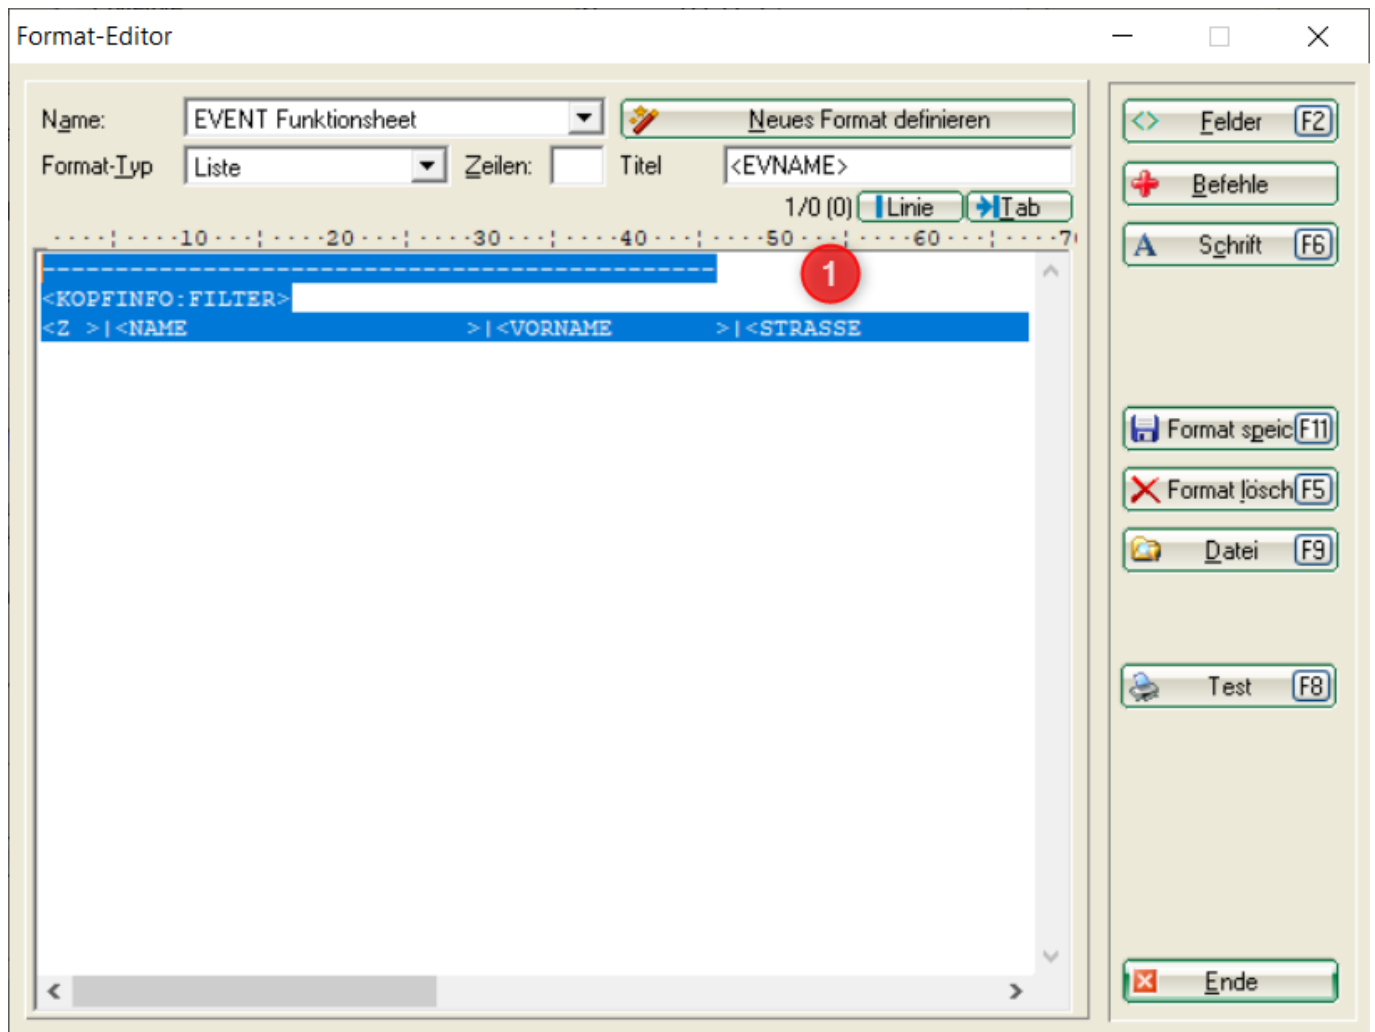 Format-Editor
Name: EVENT Funktionsheet Neues Format definieren
Format-Typ Liste Zeilen: Titel <EVNAME>
1/0 (0) Linie Tab
----¦----10---¦----20---¦----30---¦----40---¦----50---¦----60---¦----7
----------------------------------------------
<KOPFINFO:FILTER>
<Z >|<NAME                   >|<VORNAME       >|<STRASSE
1
Felder F2
Befehle
Schrift F6
Format speic F11
Format lösch F5
Datei F9
Test F8
Ende